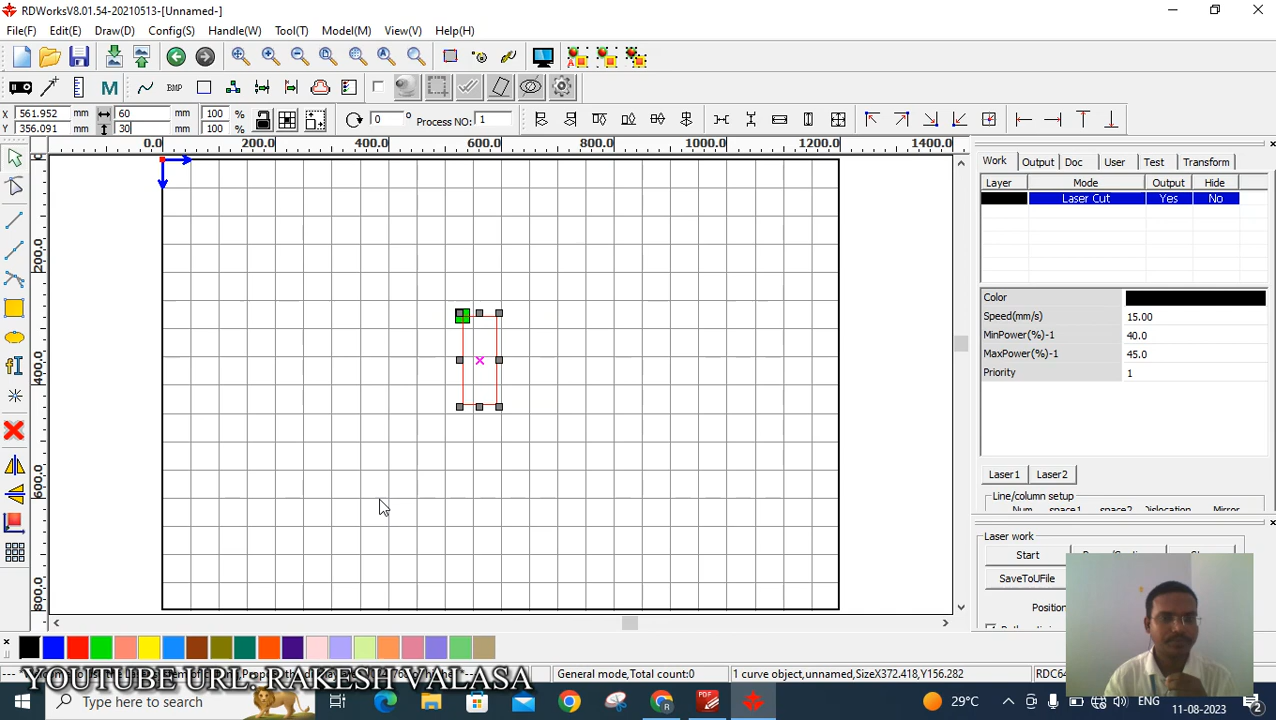 RDWorksV8.01.54-20210513-[Unnamed-]
File(F) Edit(E) Draw(D) Config(S) Handle(W) Tool(T) Model(M) View(V) Help(H)
BMP M
X 561.952 mm 60 mm 100 % 0 ° Process NO: 1
Y 356.091 mm 30 mm 100 %
0.0 200.0 400.0 600.0 800.0 1000.0 1200.0 1400.0
0
200.0
400.0
600.0
800.0
Work Output Doc User Test Transform
Layer Mode Output Hide
Laser Cut Yes No
Color
Speed(mm/s) 15.00
MinPower(%)-1 40.0
MaxPower(%)-1 45.0
Priority 1
Laser1 Laser2
Line/column setup
Laser work
Start
SaveToUFile
YOUTUBE URL: RAKESH VALASA
General mode,Total count:0 1 curve object,unnamed,SizeX372.418,Y156.282
Type here to search PDF 29°C ENG 11-08-2023 2